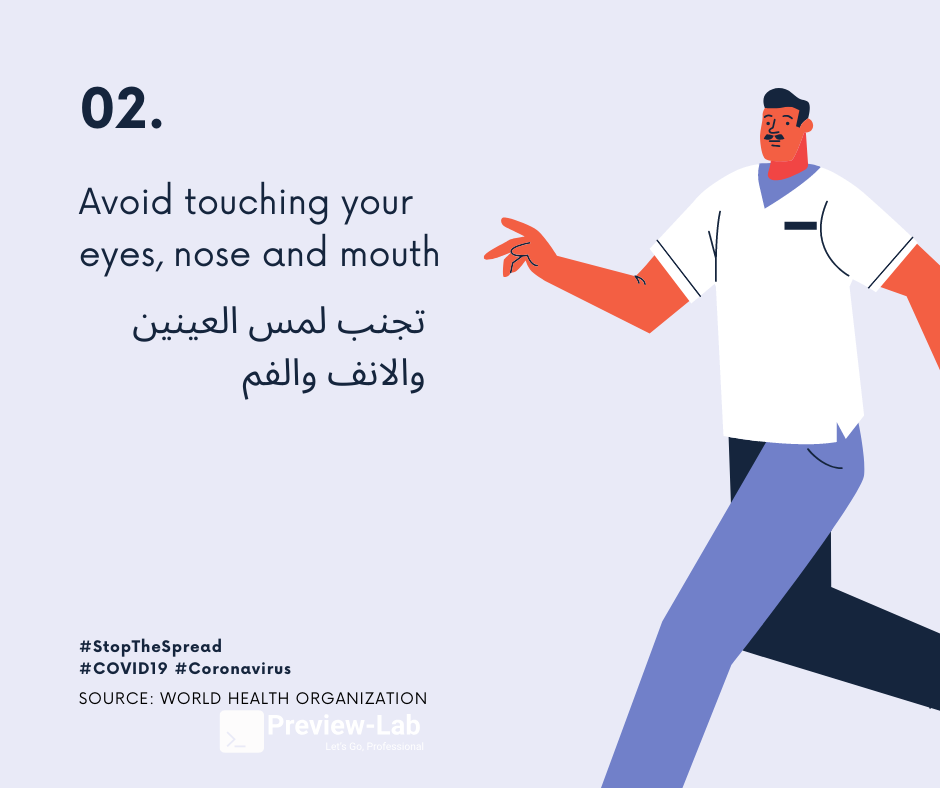 02.
Avoid touching your
eyes, nose and mouth
تجنب لمس العينين
والانف والفم
#StopTheSpread
#COVID19 #Coronavirus
SOURCE: WORLD HEALTH ORGANIZATION
Preview-Lab
Let's Go, Professional